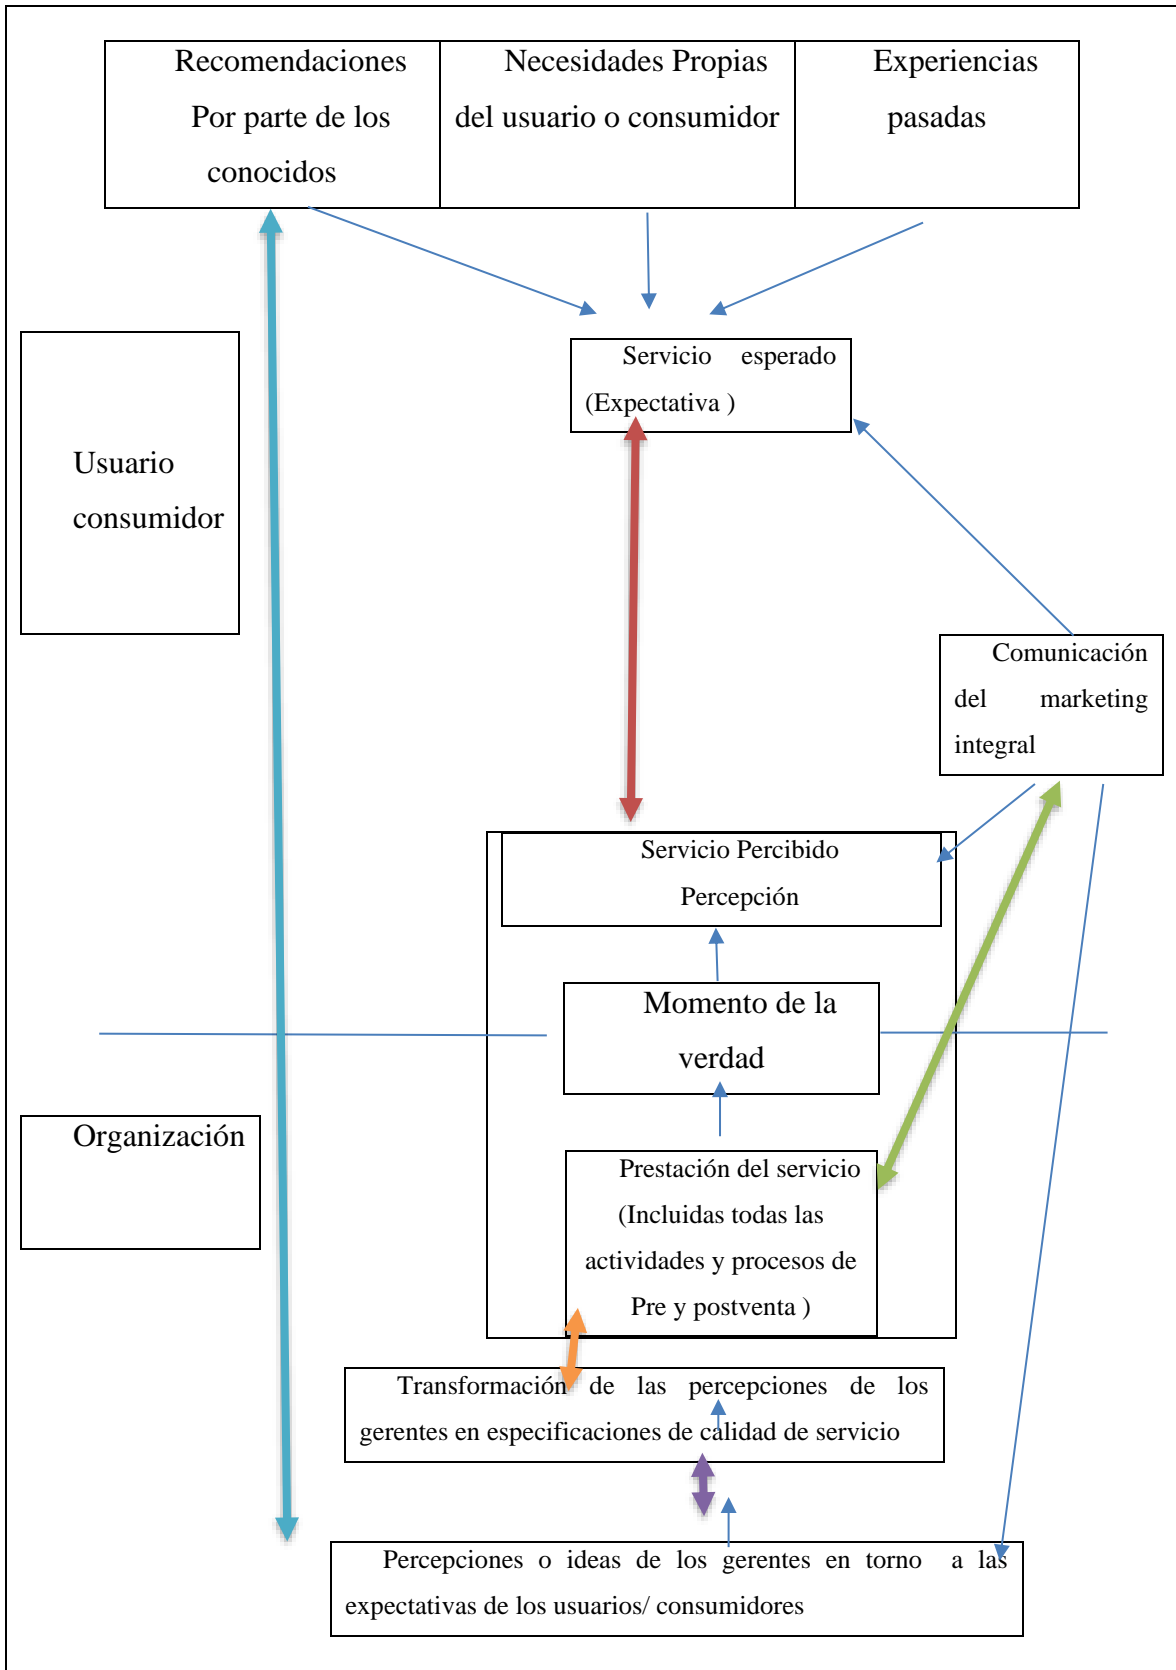 Recomendaciones
Por parte de los
conocidos
Necesidades Propias
del usuario o consumidor
Experiencias
pasadas
Servicio esperado
(Expectativa )
Usuario
consumidor
Comunicación
del marketing
integral
Servicio Percibido
Percepción
Momento de la
verdad
Organización
Prestación del servicio
(Incluidas todas las
actividades y procesos de
Pre y postventa )
Transformación de las percepciones de los
gerentes en especificaciones de calidad de servicio
Percepciones o ideas de los gerentes en torno a las
expectativas de los usuarios/ consumidores